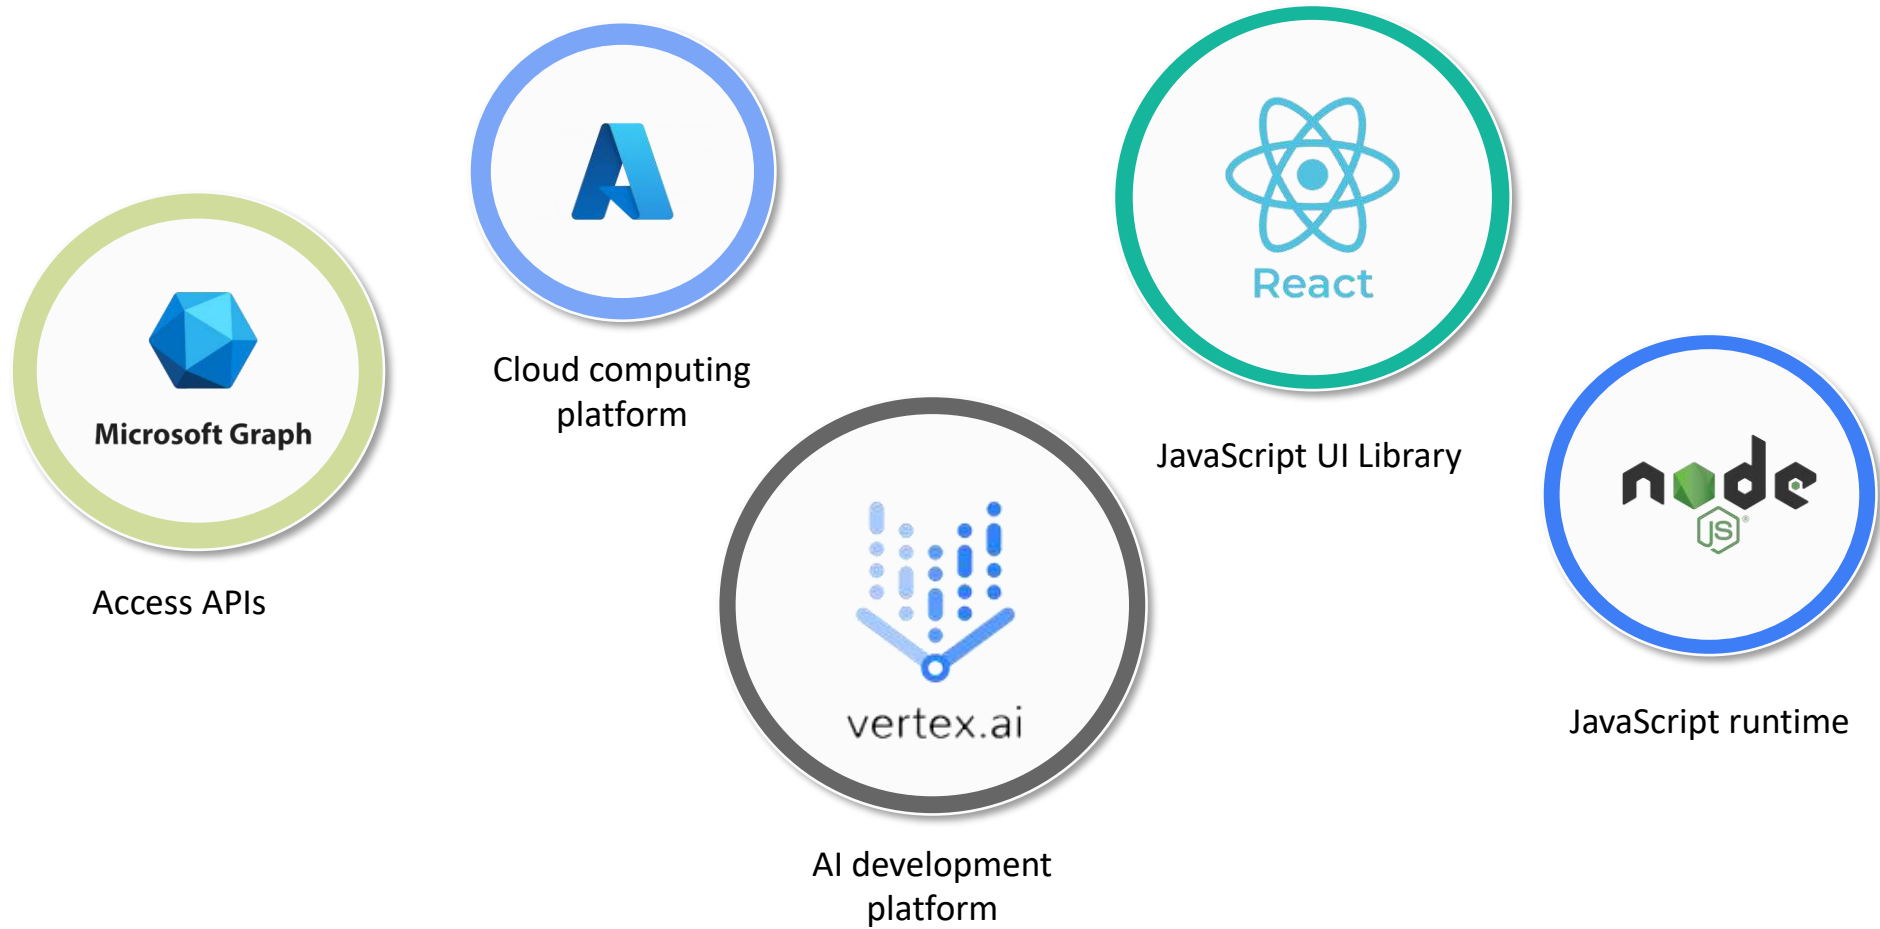 Microsoft Graph
Access APIs
Cloud computing
platform
vertex.ai
AI development
platform
React
JavaScript UI Library
node
JS
®
JavaScript runtime